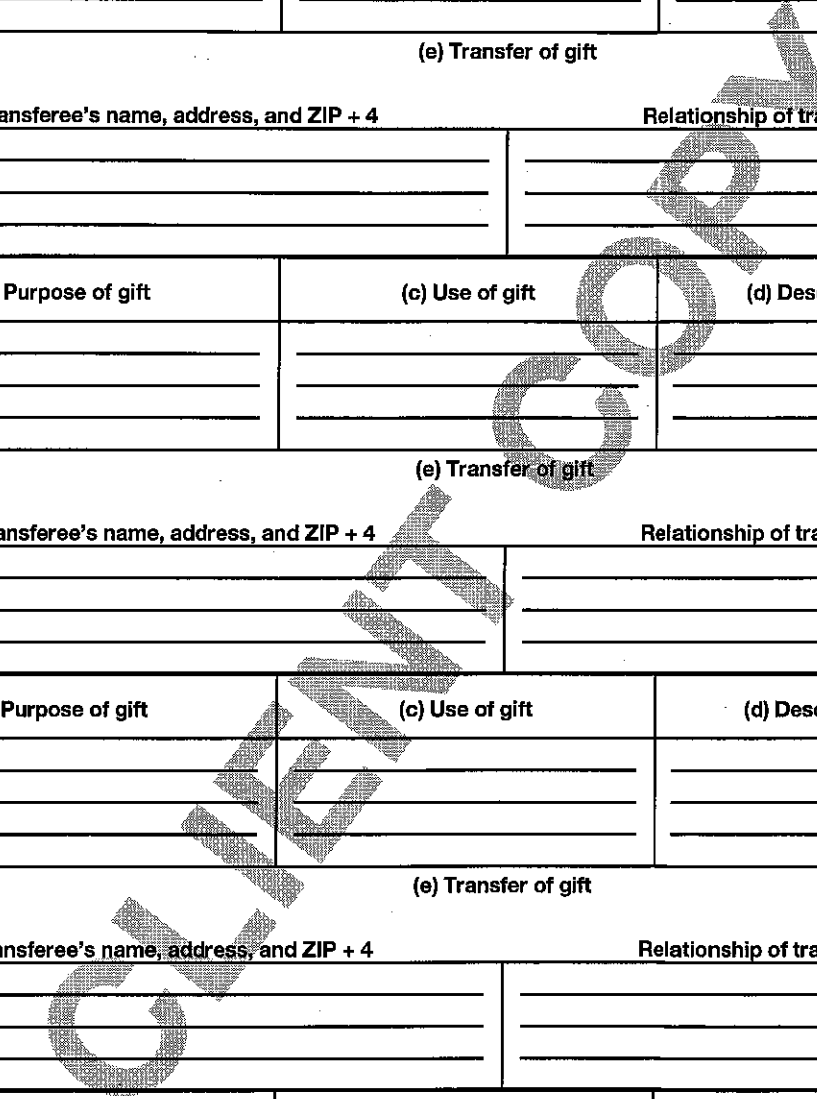 (e) Transfer of gift
ansferee's name, address, and ZIP + 4 Relationship of tra
Purpose of gift (c) Use of gift (d) Des
(e) Transfer of gift
ansferee's name, address, and ZIP + 4 Relationship of tra
Purpose of gift (c) Use of gift (d) Desc
(e) Transfer of gift
ansferee's name, address, and ZIP + 4 Relationship of tra
CLIENT COPY